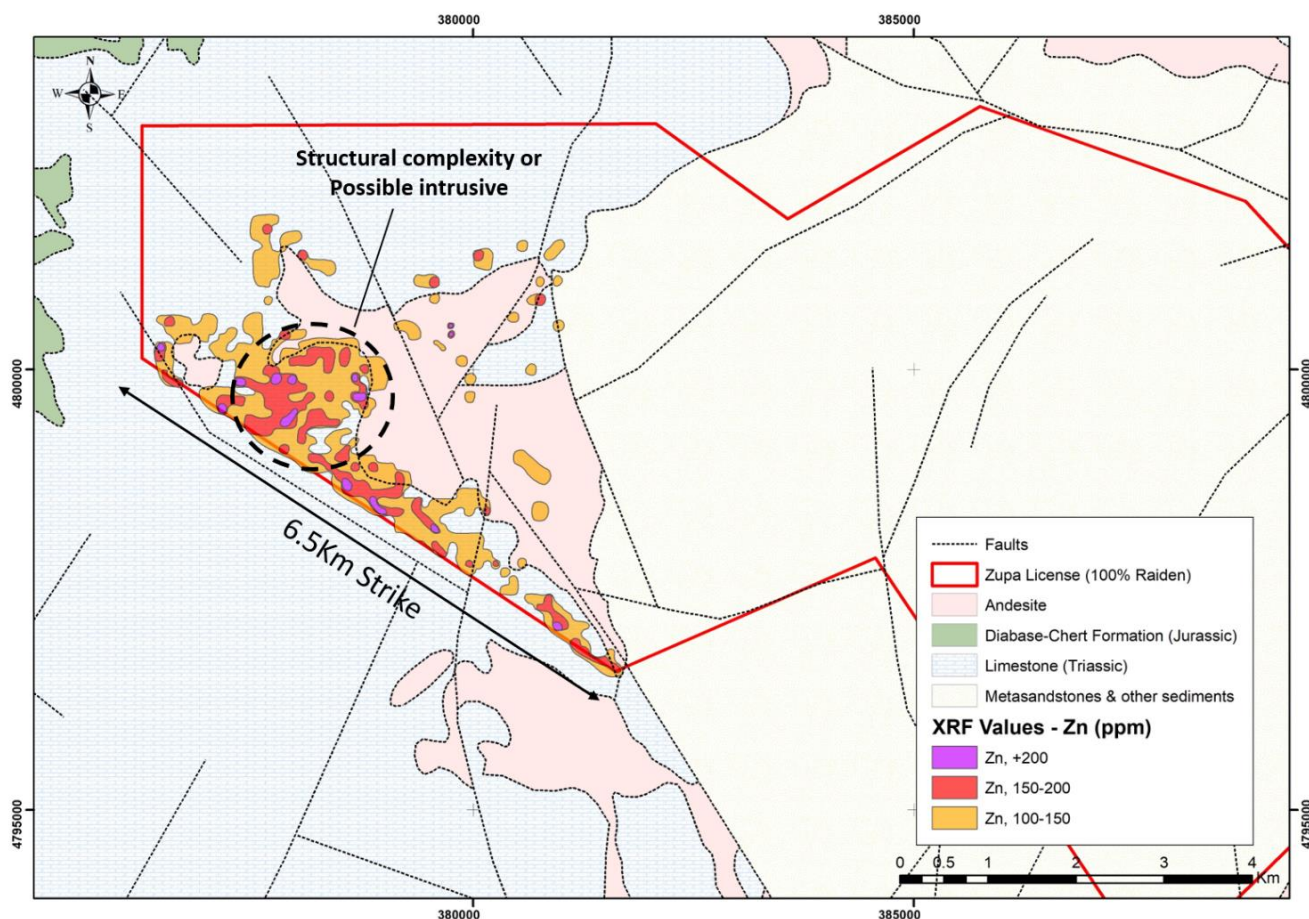 380000
385000
N
W
E
S
Structural complexity or
Possible intrusive
4800000
4800000
6.5Km Strike
Faults
Zupa License (100% Raiden)
Andesite
Diabase-Chert Formation (Jurassic)
Limestone (Triassic)
Metasandstones & other sediments
XRF Values - Zn (ppm)
Zn, +200
Zn, 150-200
Zn, 100-150
4795000
4795000
0 0.5 1 2 3 4
Km
380000
385000